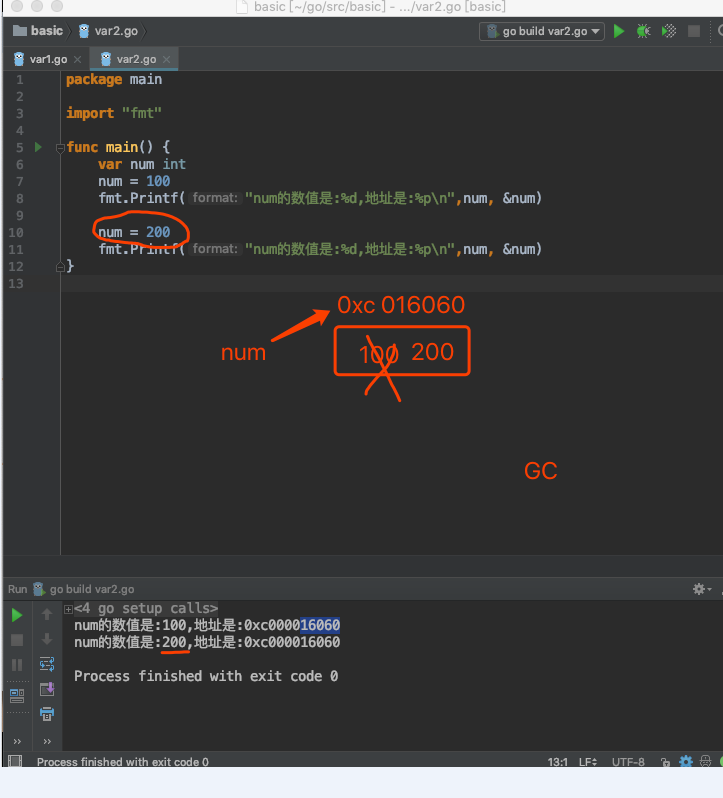 basic [~/go/src/basic] - .../var2.go [basic]
basic var2.go go build var2.go
var1.go var2.go
1 package main
2
3 import "fmt"
4
5 func main() {
6 var num int
7 num = 100
8 fmt.Printf( format: "num的数值是:%d,地址是:%p\n",num, &num)
9
10 num = 200
11 fmt.Printf( format: "num的数值是:%d,地址是:%p\n",num, &num)
12 }
13
0xc 016060
num
100 200
GC
Run go build var2.go
<4 go setup calls>
num的数值是:100,地址是:0xc000016060
num的数值是:200,地址是:0xc000016060
Process finished with exit code 0
Process finished with exit code 0 13:1 LF UTF-8